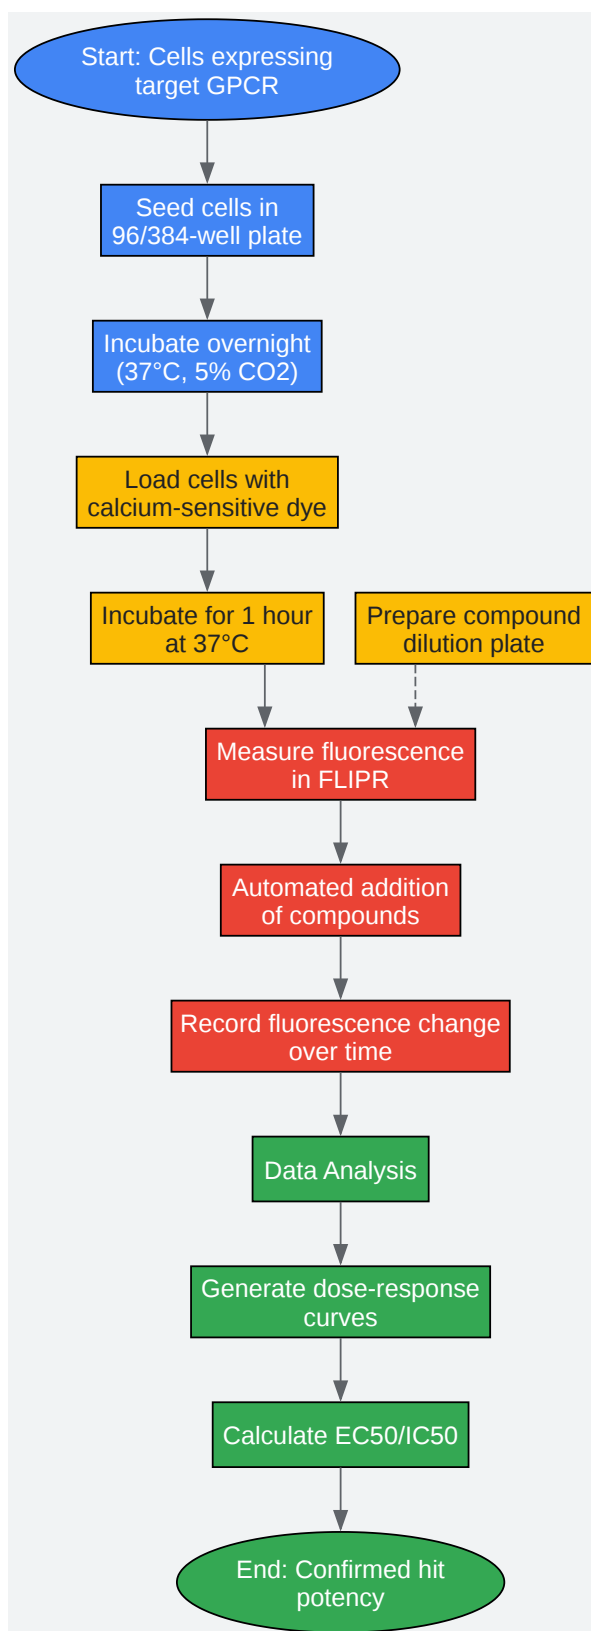 Start: Cells expressing
target GPCR
Seed cells in
96/384-well plate
Incubate overnight
(37°C, 5% CO2)
Load cells with
calcium-sensitive dye
Incubate for 1 hour
at 37°C
Prepare compound
dilution plate
Measure fluorescence
in FLIPR
Automated addition
of compounds
Record fluorescence change
over time
Data Analysis
Generate dose-response
curves
Calculate EC50/IC50
End: Confirmed hit
potency